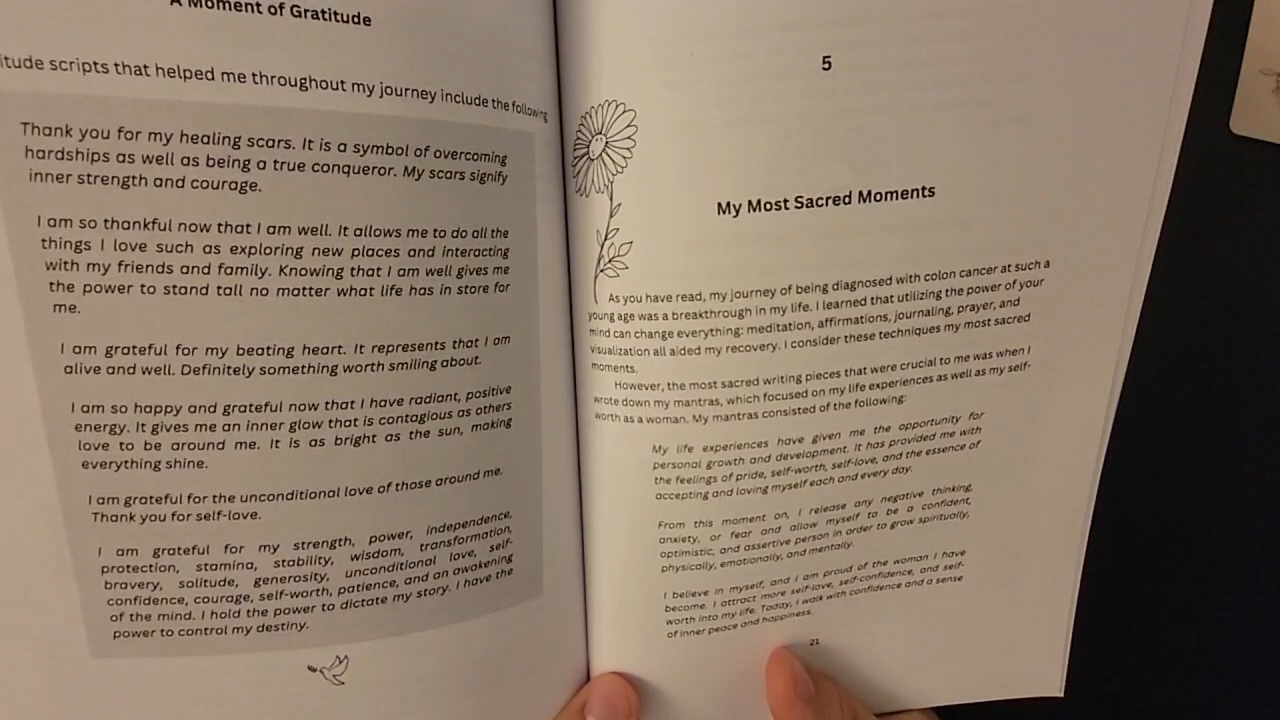 A Moment of Gratitude
itude scripts that helped me throughout my journey include the following
Thank you for my healing scars. It is a symbol of overcoming
hardships as well as being a true conqueror. My scars signify
inner strength and courage.
I am so thankful now that I am well. It allows me to do all the
things I love such as exploring new places and interacting
with my friends and family. Knowing that I am well gives me
the power to stand tall no matter what life has in store for
me.
I am grateful for my beating heart. It represents that I am
alive and well. Definitely something worth smiling about.
I am so happy and grateful now that I have radiant, positive
energy. It gives me an inner glow that is contagious as others
love to be around me. It is as bright as the sun, making
everything shine.
I am grateful for the unconditional love of those around me.
Thank you for self-love.
I am grateful for my strength, power, independence,
protection, stamina, stability, wisdom, transformation,
bravery, solitude, generosity, unconditional love, self-
confidence, courage, self-worth, patience, and an awakening
of the mind. I hold the power to dictate my story. I have the
power to control my destiny.
5
My Most Sacred Moments
As you have read, my journey of being diagnosed with colon cancer at such a
young age was a breakthrough in my life. I learned that utilizing the power of your
mind can change everything: meditation, affirmations, journaling, prayer, and
visualization all aided my recovery. I consider these techniques my most sacred
moments.
However, the most sacred writing pieces that were crucial to me was when I
wrote down my mantras, which focused on my life experiences as well as my self-
worth as a woman. My mantras consisted of the following:
My life experiences have given me the opportunity for
personal growth and development. It has provided me with
the feelings of pride, self-worth, self-love, and the essence of
accepting and loving myself each and every day.
From this moment on, I release any negative thinking,
anxiety, or fear and allow myself to be a confident,
optimistic, and assertive person in order to grow spiritually,
physically, emotionally, and mentally.
I believe in myself, and I am proud of the woman I have
become. I attract more self-love, self-confidence, and self-
worth into my life. Today, I walk with confidence and a sense
of inner peace and happiness.
21